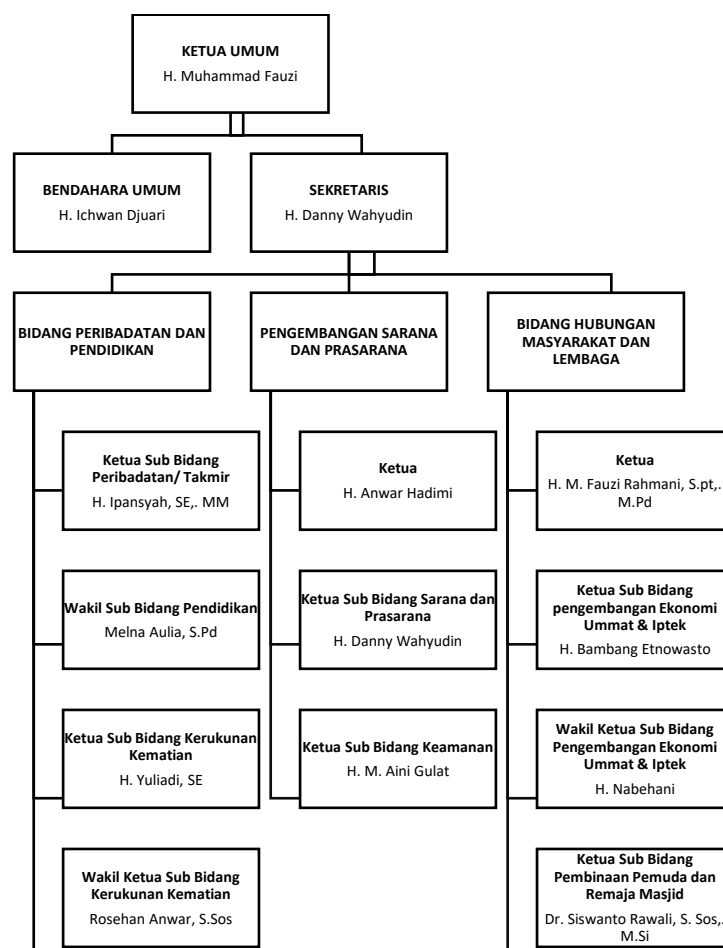 KETUA UMUM
H. Muhammad Fauzi
BENDAHARA UMUM
H. Ichwan Djuari
SEKRETARIS
H. Danny Wahyudin
BIDANG PERIBADATAN DAN
PENDIDIKAN
PENGEMBANGAN SARANA
DAN PRASARANA
BIDANG HUBUNGAN
MASYARAKAT DAN
LEMBAGA
Ketua Sub Bidang
Peribadatan/ Takmir
H. Ipansyah, SE,. MM
Ketua
H. Anwar Hadimi
Ketua
H. M. Fauzi Rahmani, S.pt,.
M.Pd
Wakil Sub Bidang Pendidikan
Melna Aulia, S.Pd
Ketua Sub Bidang Sarana dan
Prasarana
H. Danny Wahyudin
Ketua Sub Bidang
pengembangan Ekonomi
Ummat & Iptek
H. Bambang Etnowasto
Ketua Sub Bidang Kerukunan
Kematian
H. Yuliadi, SE
Ketua Sub Bidang Keamanan
H. M. Aini Gulat
Wakil Ketua Sub Bidang
Pengembangan Ekonomi
Ummat & Iptek
H. Nabehani
Wakil Ketua Sub Bidang
Kerukunan Kematian
Rosehan Anwar, S.Sos
Ketua Sub Bidang
Pembinaan Pemuda dan
Remaja Masjid
Dr. Siswanto Rawali, S. Sos,.
M.Si